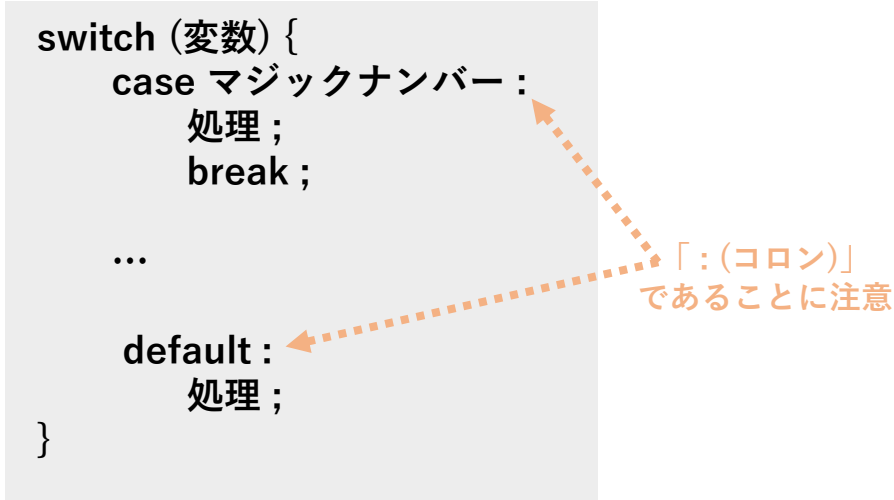 switch (変数) {
case マジックナンバー :
処理 ;
break ;
…
default :
処理 ;
}
「 : (コロン)」
であることに注意